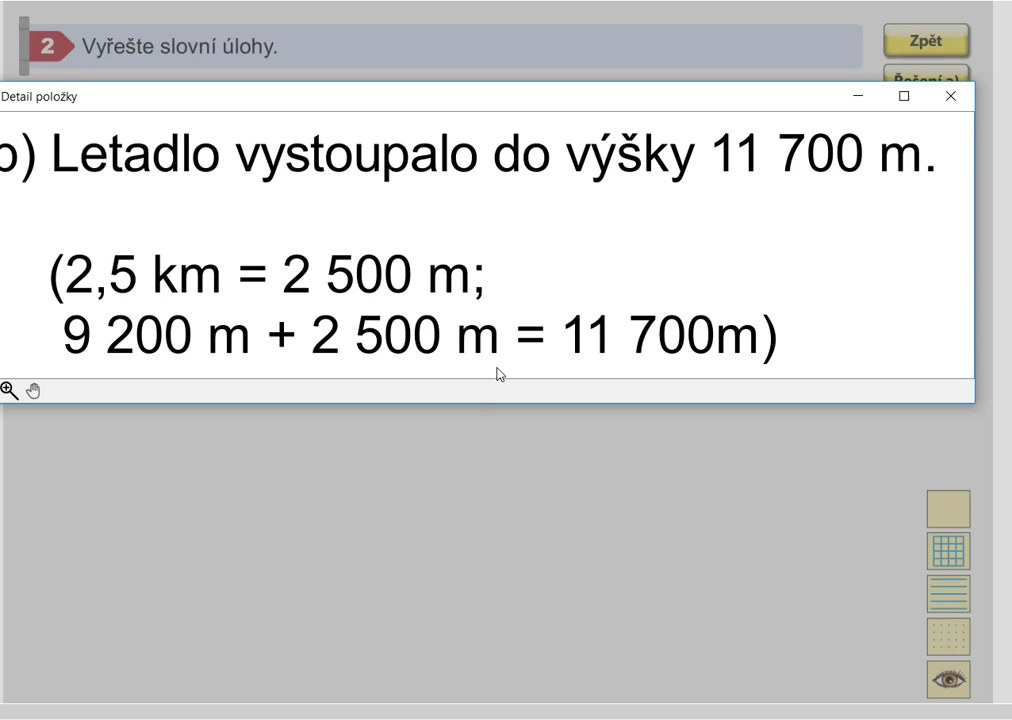 2 Vyřešte slovní úlohy.
Zpět
Řešení a)
Detail položky
b) Letadlo vystoupalo do výšky 11 700 m.
(2,5 km = 2 500 m;
9 200 m + 2 500 m = 11 700m)